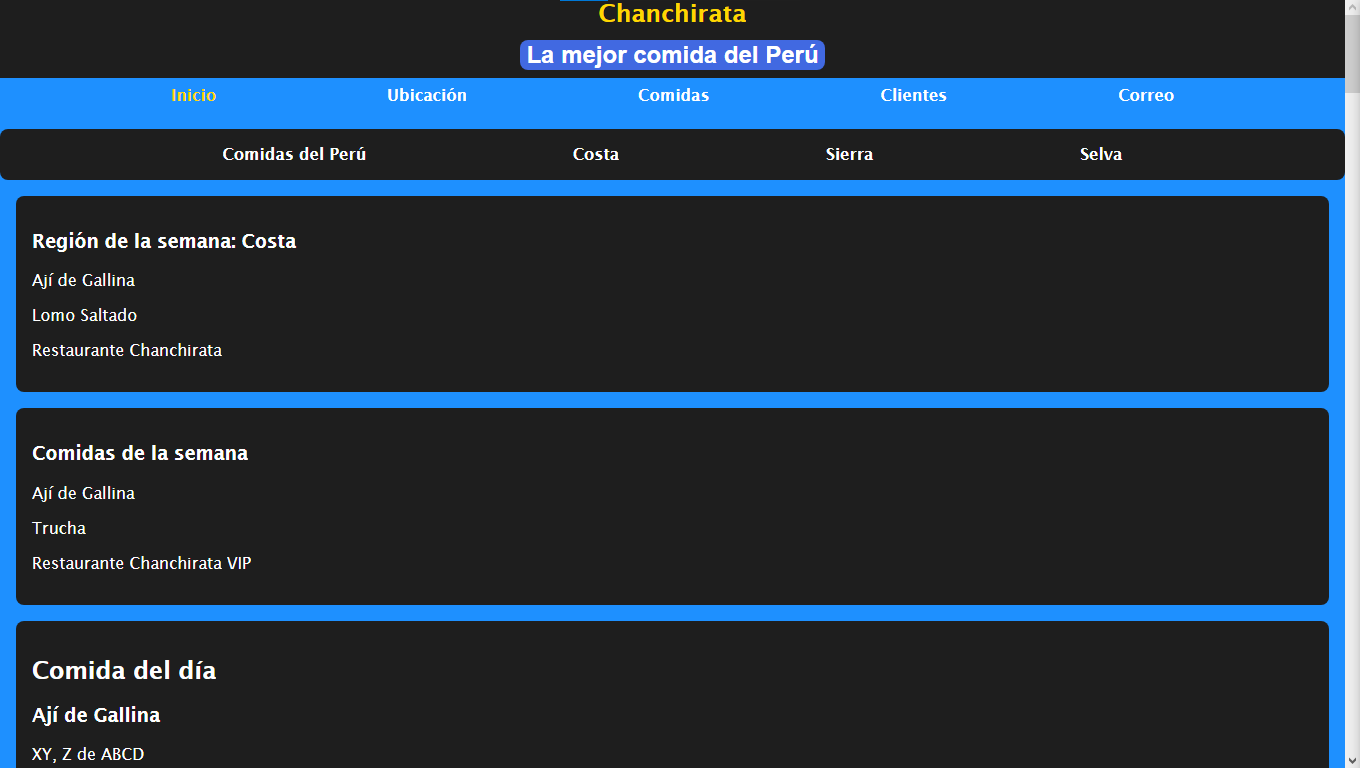 Chanchirata
La mejor comida del Perú
Inicio Ubicación Comidas Clientes Correo
Comidas del Perú Costa Sierra Selva
Región de la semana: Costa
Ají de Gallina
Lomo Saltado
Restaurante Chanchirata
Comidas de la semana
Ají de Gallina
Trucha
Restaurante Chanchirata VIP
Comida del día
Ají de Gallina
XY, Z de ABCD